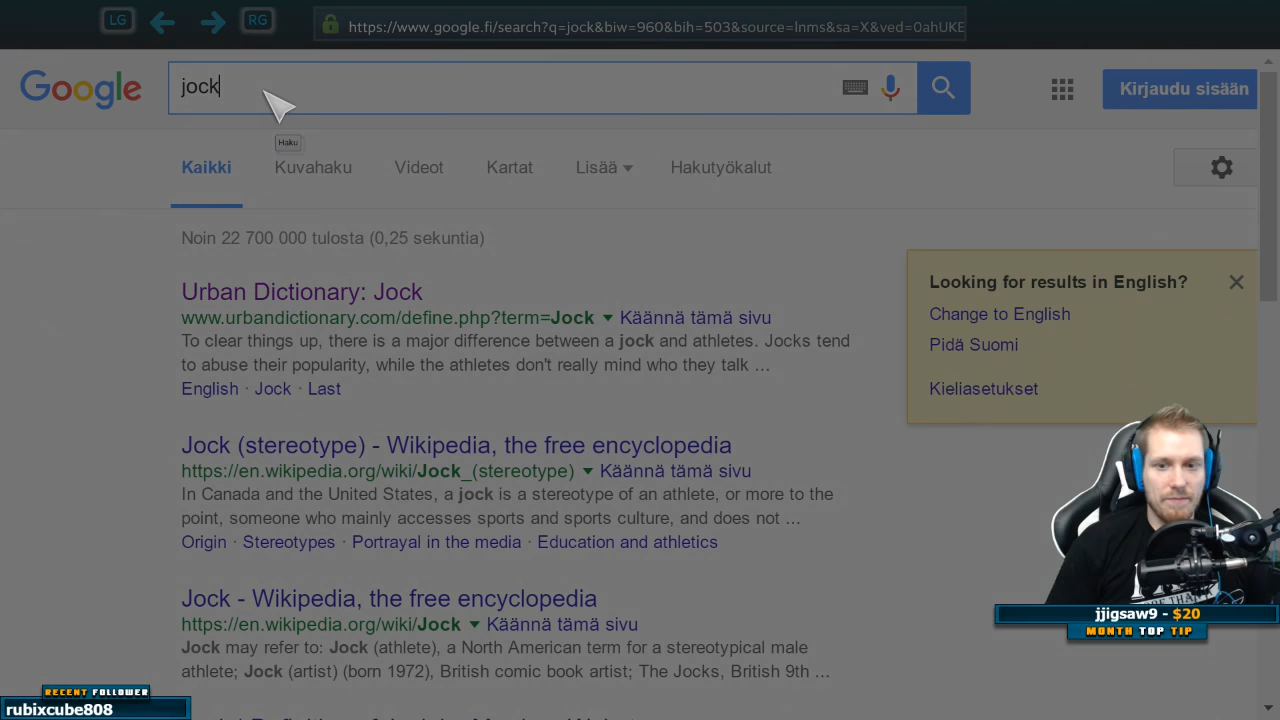 LG
RG
https://www.google.fi/search?q=jock&biw=960&bih=503&source=lnms&sa=X&ved=0ahUKE
Google
jock
Kirjaudu sisään
Haku
Kaikki
Kuvahaku
Videot
Kartat
Lisää
Hakutyökalut
Noin 22 700 000 tulosta (0,25 sekuntia)
Urban Dictionary: Jock
www.urbandictionary.com/define.php?term=Jock Käännä tämä sivu
To clear things up, there is a major difference between a jock and athletes. Jocks tend
to abuse their popularity, while the athletes don't really mind who they talk ...
English · Jock · Last
Looking for results in English?
Change to English
Pidä Suomi
Kieliasetukset
Jock (stereotype) - Wikipedia, the free encyclopedia
https://en.wikipedia.org/wiki/Jock_(stereotype) Käännä tämä sivu
In Canada and the United States, a jock is a stereotype of an athlete, or more to the
point, someone who mainly accesses sports and sports culture, and does not ...
Origin · Stereotypes · Portrayal in the media · Education and athletics
Jock - Wikipedia, the free encyclopedia
https://en.wikipedia.org/wiki/Jock Käännä tämä sivu
Jock may refer to: Jock (athlete), a North American term for a stereotypical male
athlete; Jock (artist) (born 1972), British comic book artist; The Jocks, British 9th ...
jjigsaw9 - $20
MONTH TOP TIP
RECENT FOLLOWER
rubixcube808